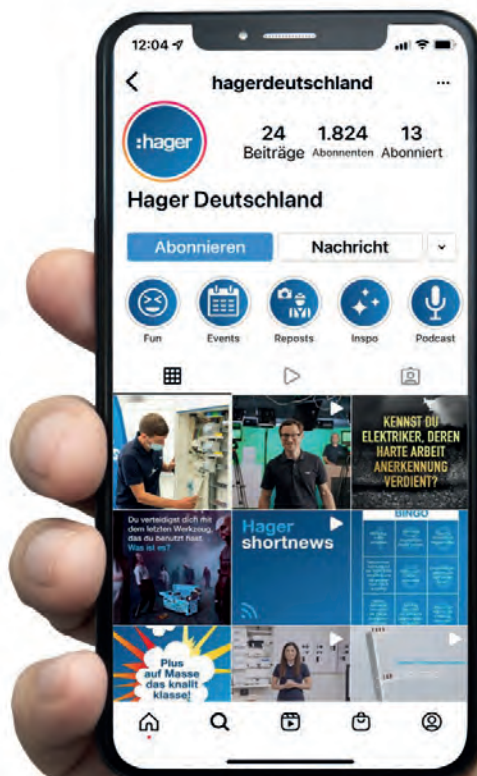 12:04
hagerdeutschland
:hager
24 1.824 13
Beiträge Abonnenten Abonniert
Hager Deutschland
Abonnieren Nachricht
Fun Events Reposts Inspo Podcast
KENNST DU
ELEKTRIKER, DEREN
HARTE ARBEIT
ANERKENNUNG
VERDIENT?
Du verteidigst dich mit
dem letzten Werkzeug,
das du benutzt hast.
Was ist es?
Hager
shortnews
BINGO
Plus
auf Masse
das knallt
klasse!